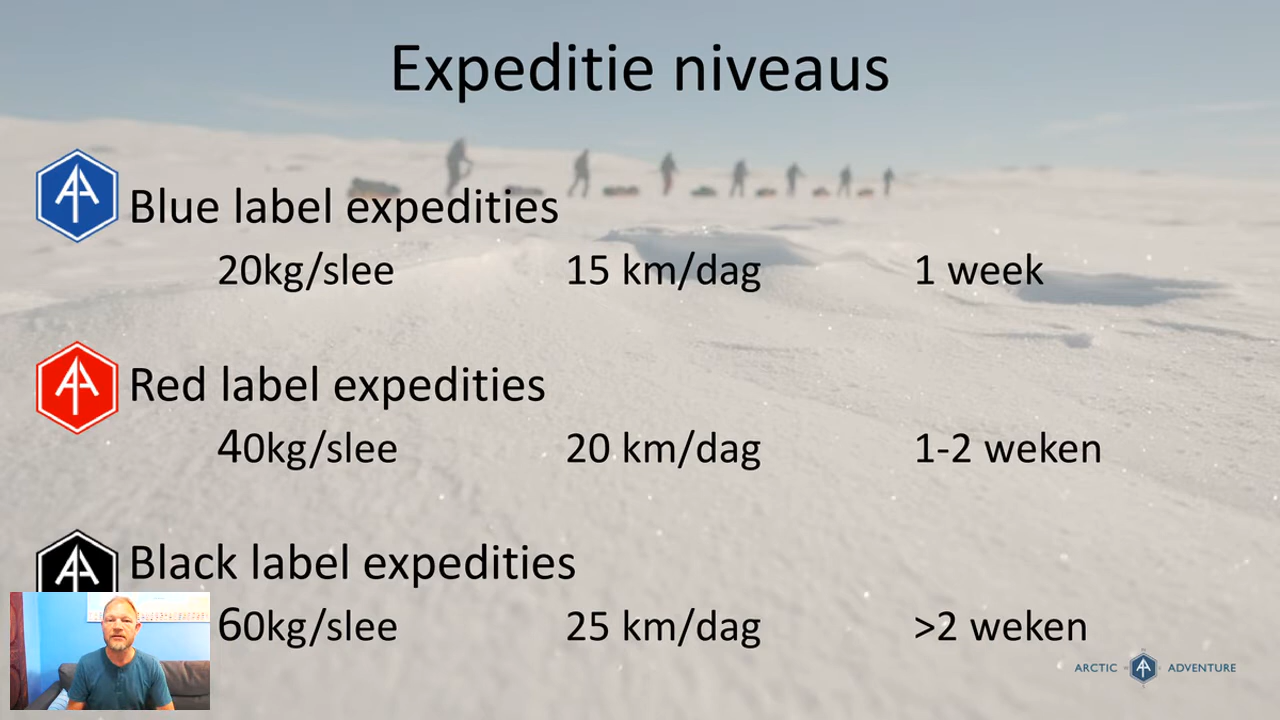 Expeditie niveaus
Blue label expedities
20kg/slee 15 km/dag 1 week
Red label expedities
40kg/slee 20 km/dag 1-2 weken
Black label expedities
60kg/slee 25 km/dag >2 weken
ARCTIC ADVENTURE